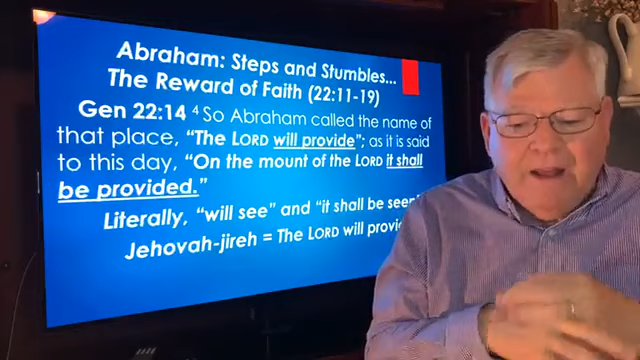 Abraham: Steps and Stumbles...
The Reward of Faith (22:11-19)
Gen 22:14 4 So Abraham called the name of
that place, “The LORD will provide”; as it is said
to this day, “On the mount of the LORD it shall
be provided.”
Literally, “will see” and “it shall be seen”
Jehovah-jireh = The LORD will